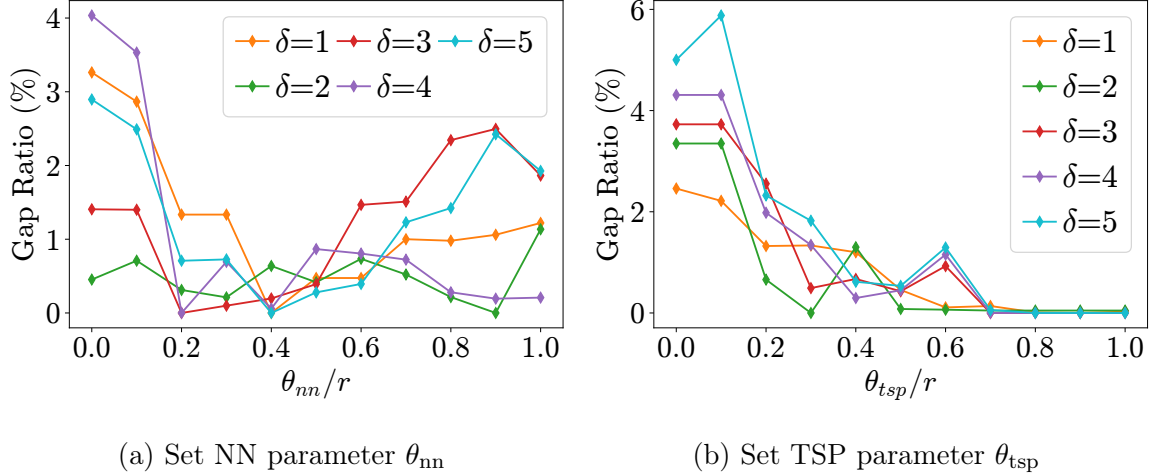 4
3
2
1
0
Gap Ratio (%)
δ=1 δ=3 δ=5
δ=2 δ=4
0.0 0.2 0.4 0.6 0.8 1.0
θnn/r
(a) Set NN parameter θnn
6
4
2
0
Gap Ratio (%)
δ=1
δ=2
δ=3
δ=4
δ=5
0.0 0.2 0.4 0.6 0.8 1.0
θtsp/r
(b) Set TSP parameter θtsp